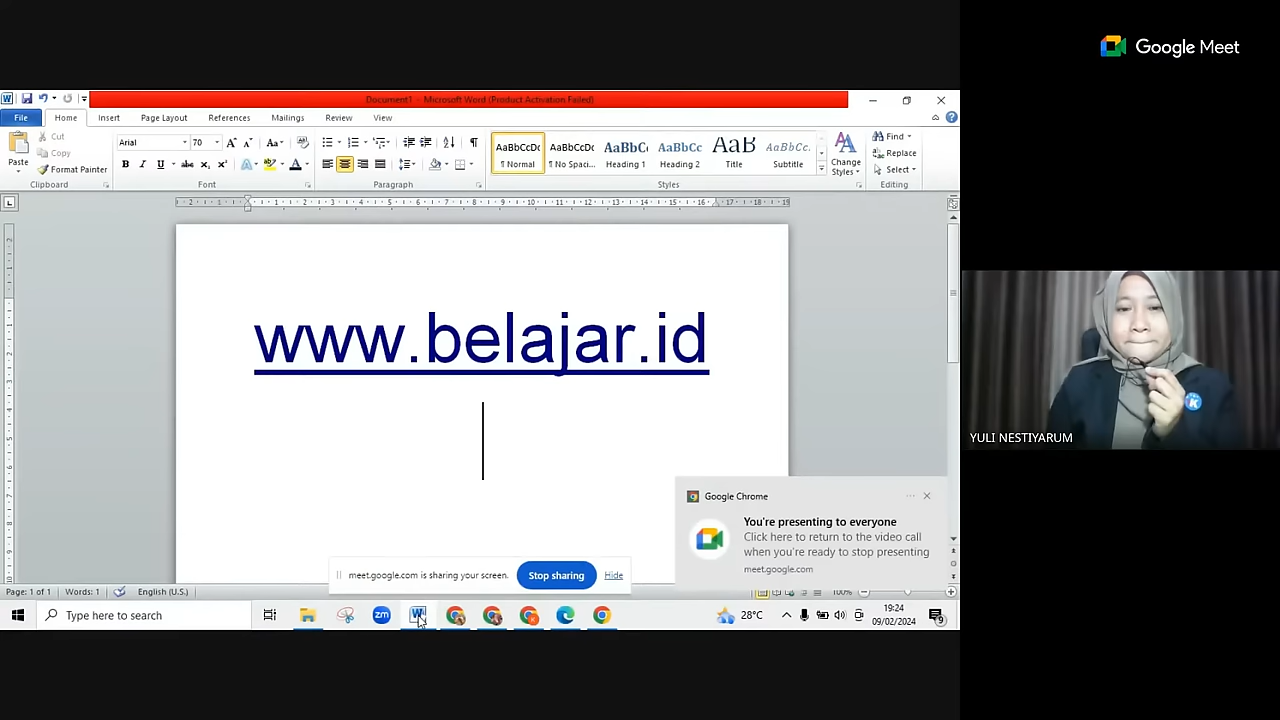 Google Meet
Document1 - Microsoft Word (Product Activation Failed)
File Home Insert Page Layout References Mailings Review View
Cut
Copy
Format Painter
Paste
Clipboard
Arial 70
Font
Paragraph
AaBbCcDc AaBbCcDc AaBbC AaBbCc AaB AaBbCc.
¶ Normal ¶ No Spaci... Heading 1 Heading 2 Title Subtitle
Styles
Change Styles
Find
Replace
Select
Editing
www.belajar.id
YULI NESTIYARUM
Google Chrome
You're presenting to everyone
Click here to return to the video call
when you're ready to stop presenting
meet.google.com
meet.google.com is sharing your screen. Stop sharing Hide
Page: 1 of 1 Words: 1 English (U.S.) 100%
Type here to search
zm
28°C
19:24
09/02/2024